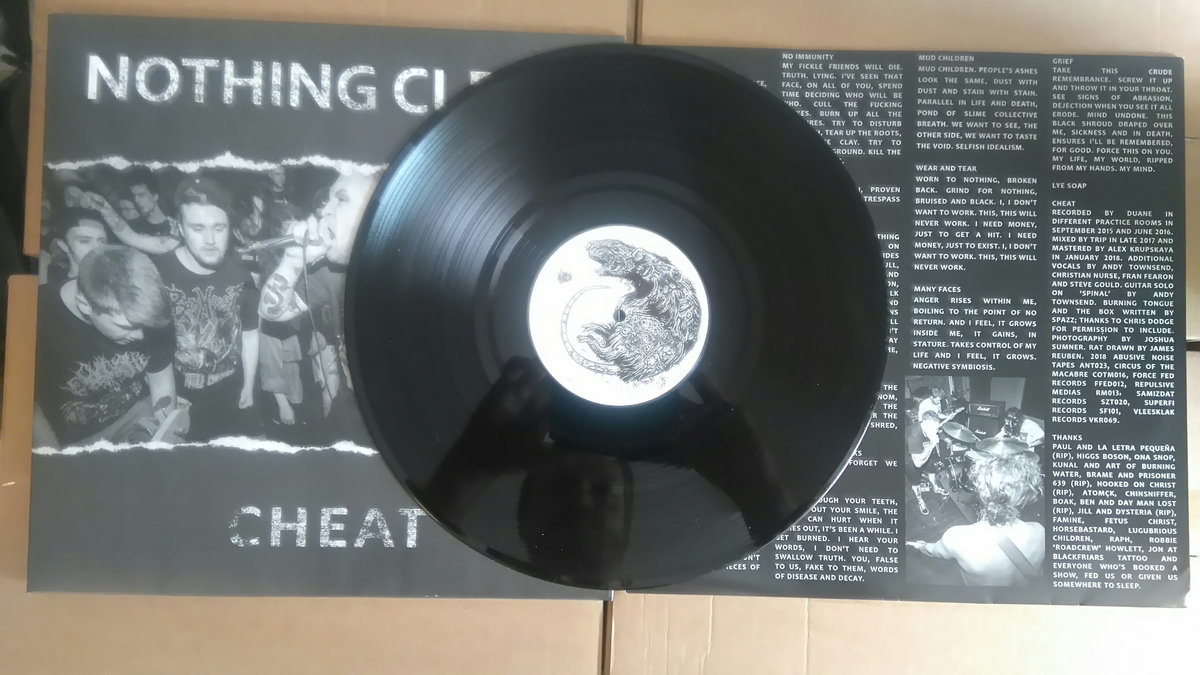 NOTHING CL
CHEAT
NO IMMUNITY
MY FICKLE FRIENDS WILL DIE.
TRUTH. LYING. I'VE SEEN THAT
FACE, ON ALL OF YOU, SPEND
TIME DECIDING WHO WILL BE
WHO. CULL THE FUCKING
BURN UP ALL THE
TRY TO DISTURB
TEAR UP THE ROOTS,
CLAY. TRY TO
KILL THE
PROVEN
TRESPASS
FORGET WE
YOUR TEETH,
OUT YOUR SMILE, THE
CAN HURT WHEN IT
OUT, IT'S BEEN A WHILE. I
GET BURNED. I HEAR YOUR
WORDS, I DON'T NEED TO
SWALLOW TRUTH. YOU, FALSE
TO US, FAKE TO THEM, WORDS
OF DISEASE AND DECAY.
MUD CHILDREN
MUD CHILDREN. PEOPLE'S ASHES
LOOK THE SAME, DUST WITH
DUST AND STAIN WITH STAIN.
PARALLEL IN LIFE AND DEATH,
POND OF SLIME COLLECTIVE
BREATH. WE WANT TO SEE, THE
OTHER SIDE, WE WANT TO TASTE
THE VOID. SELFISH IDEALISM.
WEAR AND TEAR
WORN TO NOTHING, BROKEN
BACK. GRIND FOR NOTHING,
BRUISED AND BLACK. I, I DON'T
WANT TO WORK. THIS, THIS WILL
NEVER WORK. I NEED MONEY,
JUST TO GET A HIT. I NEED
MONEY, JUST TO EXIST. I, I DON'T
WANT TO WORK. THIS, THIS WILL
NEVER WORK.
MANY FACES
ANGER RISES WITHIN ME,
BOILING TO THE POINT OF NO
RETURN. AND I FEEL, IT GROWS
INSIDE ME, IT GAINS, IN
STATURE. TAKES CONTROL OF MY
LIFE AND I FEEL, IT GROWS.
NEGATIVE SYMBIOSIS.
GRIEF
TAKE THIS CRUDE
REMEMBRANCE. SCREW IT UP
AND THROW IT IN YOUR THROAT.
SEE SIGNS OF ABRASION,
DEJECTION WHEN YOU SEE IT ALL
ERODE. MIND UNDONE. THIS
BLACK SHROUD DRAPED OVER
ME, SICKNESS AND IN DEATH,
ENSURES I'LL BE REMEMBERED,
FOR GOOD. FORCE THIS ON YOU.
MY LIFE, MY WORLD, RIPPED
FROM MY HANDS. MY MIND.
LYE SOAP
CHEAT
RECORDED BY DUANE IN
DIFFERENT PRACTICE ROOMS IN
SEPTEMBER 2015 AND JUNE 2016.
MIXED BY TRIP IN LATE 2017 AND
MASTERED BY ALEX KRUPSKAYA
IN JANUARY 2018. ADDITIONAL
VOCALS BY ANDY TOWNSEND,
CHRISTIAN NURSE, FRAN FEARON
AND STEVE GOULD. GUITAR SOLO
ON 'SPINAL' BY ANDY
TOWNSEND. BURNING TONGUE
AND THE BOX WRITTEN BY
SPAZZ; THANKS TO CHRIS DODGE
FOR PERMISSION TO INCLUDE.
PHOTOGRAPHY BY JOSHUA
SUMNER. RAT DRAWN BY JAMES
REUBEN. 2018 ABUSIVE NOISE
TAPES ANT023, CIRCUS OF THE
MACABRE COTM016, FORCE FED
RECORDS FFED012, REPULSIVE
MEDIAS RM013, SAMIZDAT
RECORDS SZT020, SUPERFI
RECORDS SF101, VLEESKLAK
RECORDS VKR069.
THANKS
PAUL AND LA LETRA PEQUEÑA
(RIP), HIGGS BOSON, ONA SNOP,
KUNAL AND ART OF BURNING
WATER, BRAME AND PRISONER
639 (RIP), HOOKED ON CHRIST
(RIP), ATOMÇK, CHINSNIFFER,
BOAK, BEN AND DAY MAN LOST
(RIP), JILL AND DYSTERIA (RIP),
FAMINE, FETUS CHRIST,
HORSEBASTARD, LUGUBRIOUS
CHILDREN, RAPH, ROBBIE
'ROADCREW' HOWLETT, JON AT
BLACKFRIARS TATTOO AND
EVERYONE WHO'S BOOKED A
SHOW, FED US OR GIVEN US
SOMEWHERE TO SLEEP.